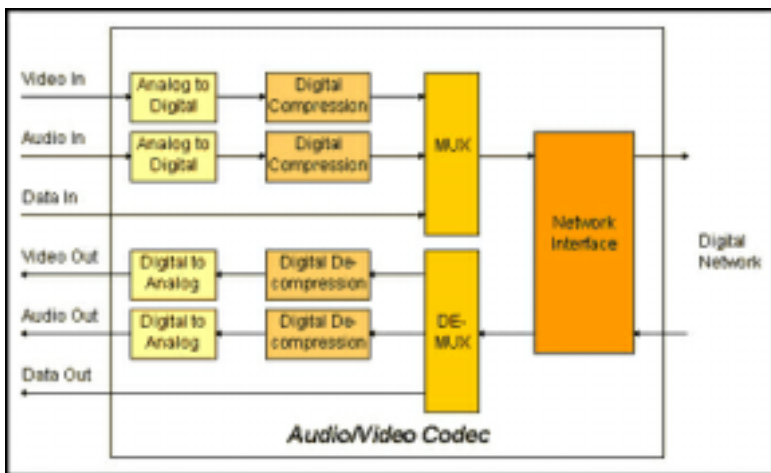 Video In
Analog to
Digital
Digital
Compression
Audio In
Analog to
Digital
Digital
Compression
MUX
Data In
Network
Interface
Digital
Network
Video Out
Digital to
Analog
Digital De-
compression
Audio Out
Digital to
Analog
Digital De-
compression
DE-
MUX
Data Out
Audio/Video Codec